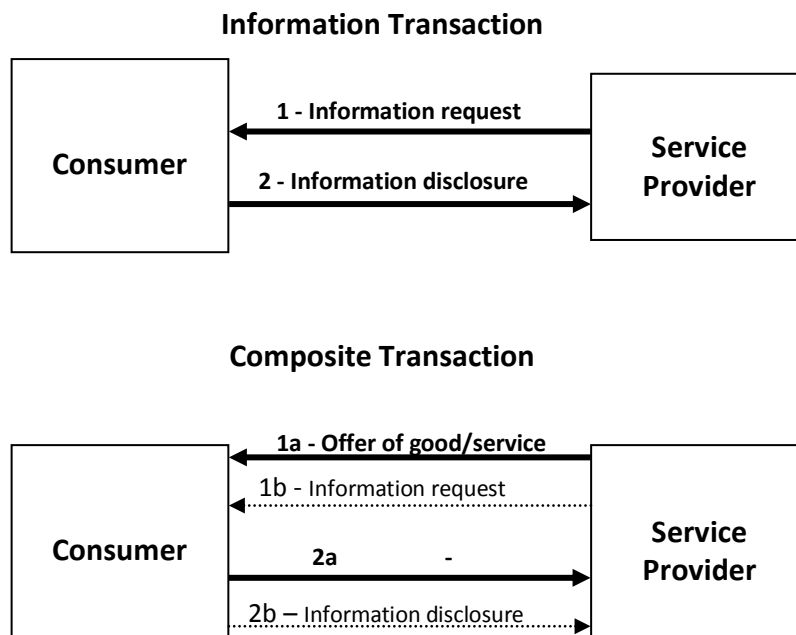 Information Transaction
1 - Information request
Consumer
Service
Provider
2 - Information disclosure
Composite Transaction
1a - Offer of good/service
1b - Information request
Consumer
Service
Provider
2a -
2b – Information disclosure